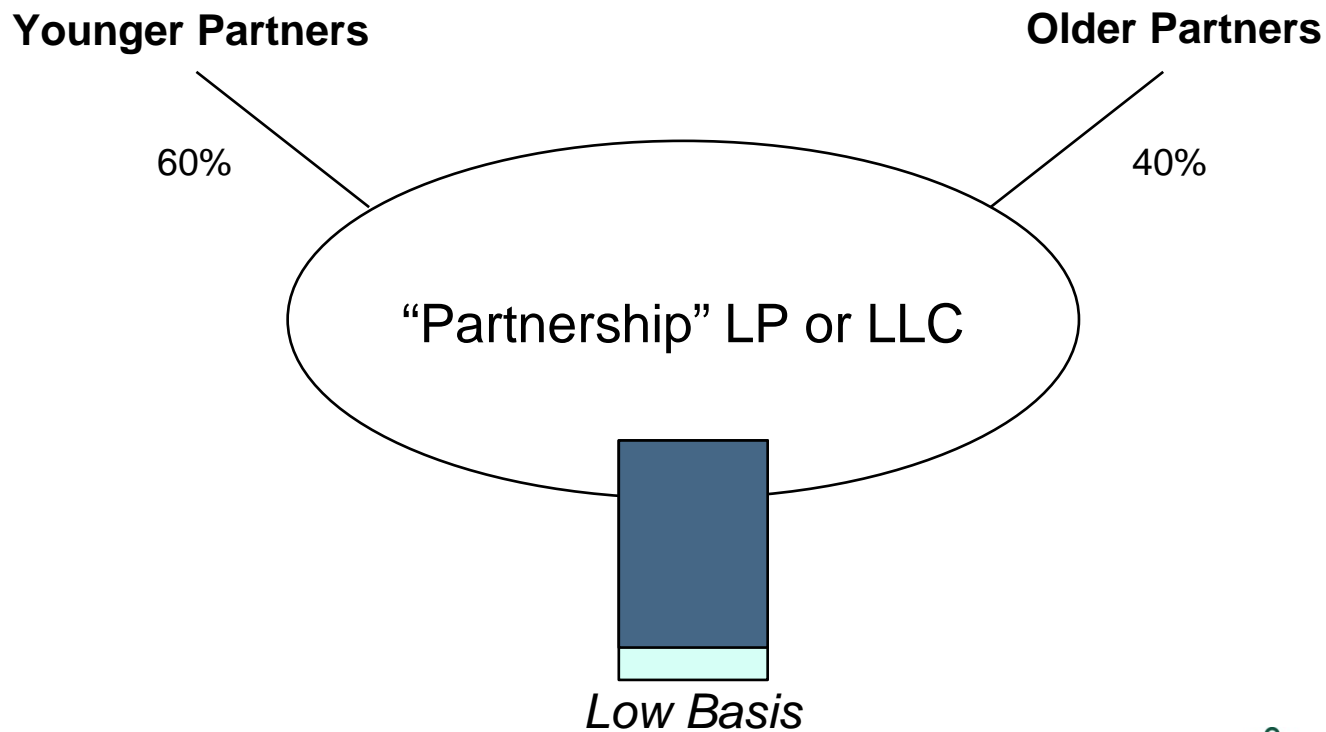 Younger Partners
Older Partners
60%
40%
“Partnership” LP or LLC
Low Basis